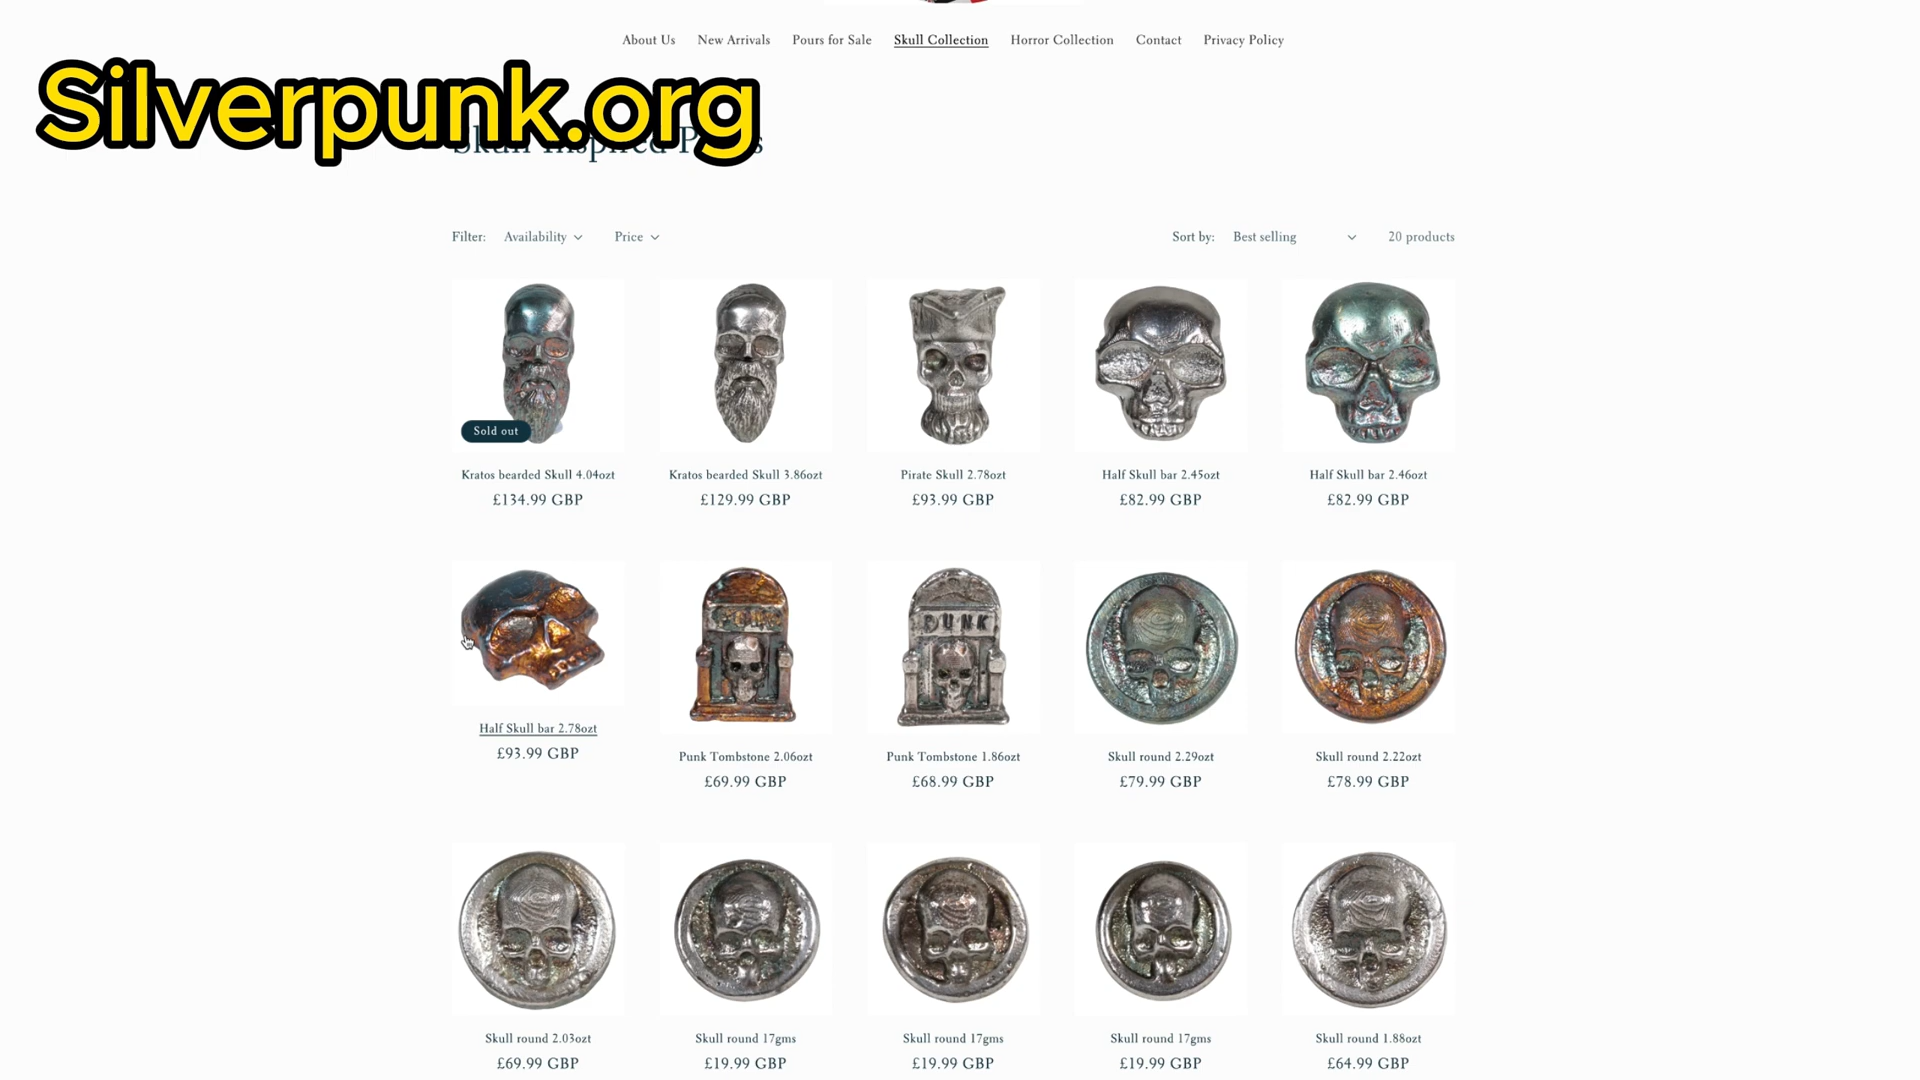 About Us New Arrivals Pours for Sale Skull Collection Horror Collection Contact Privacy Policy
Silverpunk.org
Skull Inspired
Filter: Availability Price Sort by: Best selling 20 products
Sold out
Kratos bearded Skull 4.04ozt Kratos bearded Skull 3.86ozt Pirate Skull 2.78ozt Half Skull bar 2.45ozt Half Skull bar 2.46ozt
£134.99 GBP £129.99 GBP £93.99 GBP £82.99 GBP £82.99 GBP
PUNK
Half Skull bar 2.78ozt
£93.99 GBP
Punk Tombstone 2.06ozt Punk Tombstone 1.86ozt Skull round 2.29ozt Skull round 2.22ozt
£69.99 GBP £68.99 GBP £79.99 GBP £78.99 GBP
Skull round 2.03ozt Skull round 17gms Skull round 17gms Skull round 17gms Skull round 1.88ozt
£69.99 GBP £19.99 GBP £19.99 GBP £19.99 GBP £64.99 GBP